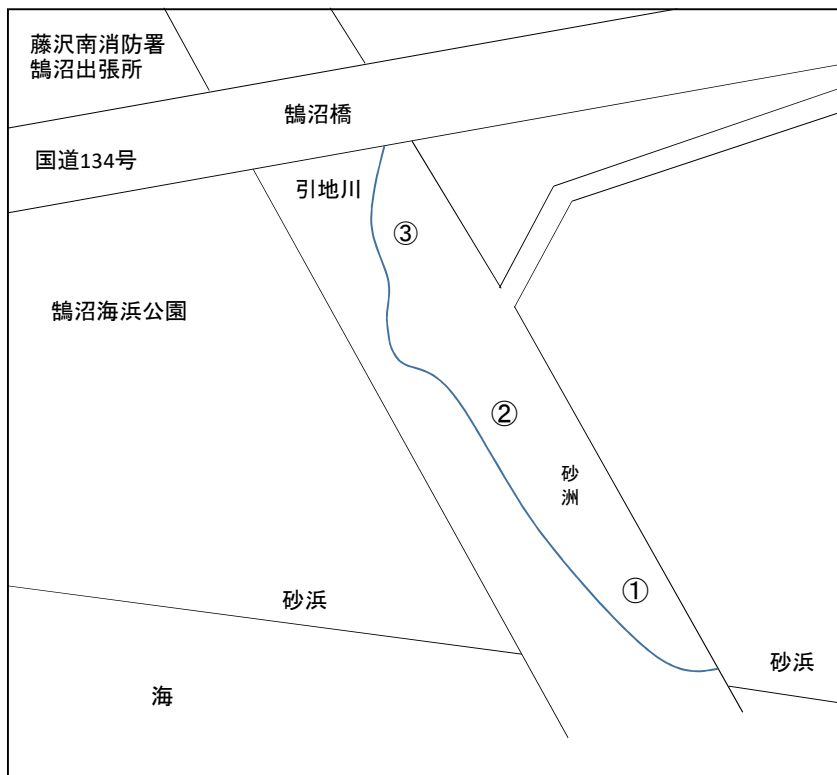 藤沢南消防署
鵠沼出張所
鵠沼橋
国道134号
引地川
③
鵠沼海浜公園
②
砂
洲
①
砂浜
砂浜
海